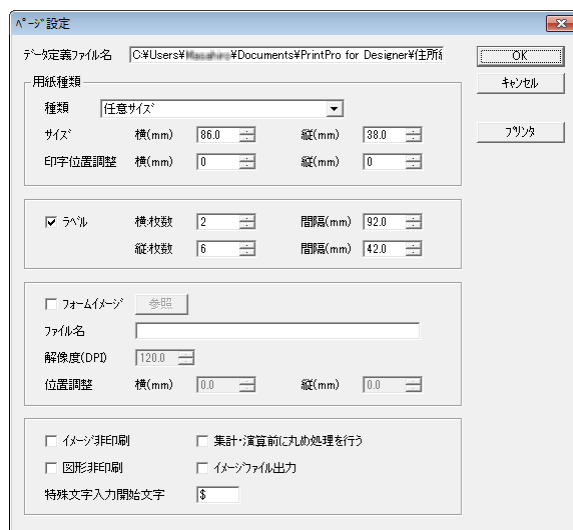 ﾍﾟｰｼﾞ設定
ﾃﾞｰﾀ定義ファイル名 C:¥Users¥ ¥Documents¥PrintPro for Designer¥住所
OK
用紙種類
ｷｬﾝｾﾙ
種類 任意ｻｲｽﾞ
ｻｲｽﾞ 横(mm) 86.0 縦(mm) 38.0
ﾌﾟﾘﾝﾀ
印字位置調整 横(mm) 0 縦(mm) 0
ﾗﾍﾞﾙ 横枚数 2 間隔(mm) 92.0
縦枚数 6 間隔(mm) 42.0
ﾌｫｰﾑｲﾒｰｼﾞ 参照
ﾌｧｲﾙ名
解像度(DPI) 120.0
位置調整 横(mm) 0.0 縦(mm) 0.0
ｲﾒｰｼﾞ非印刷 集計・演算前に丸め処理を行う
図形非印刷 ｲﾒｰｼﾞﾌｧｲﾙ出力
特殊文字入力開始文字 $